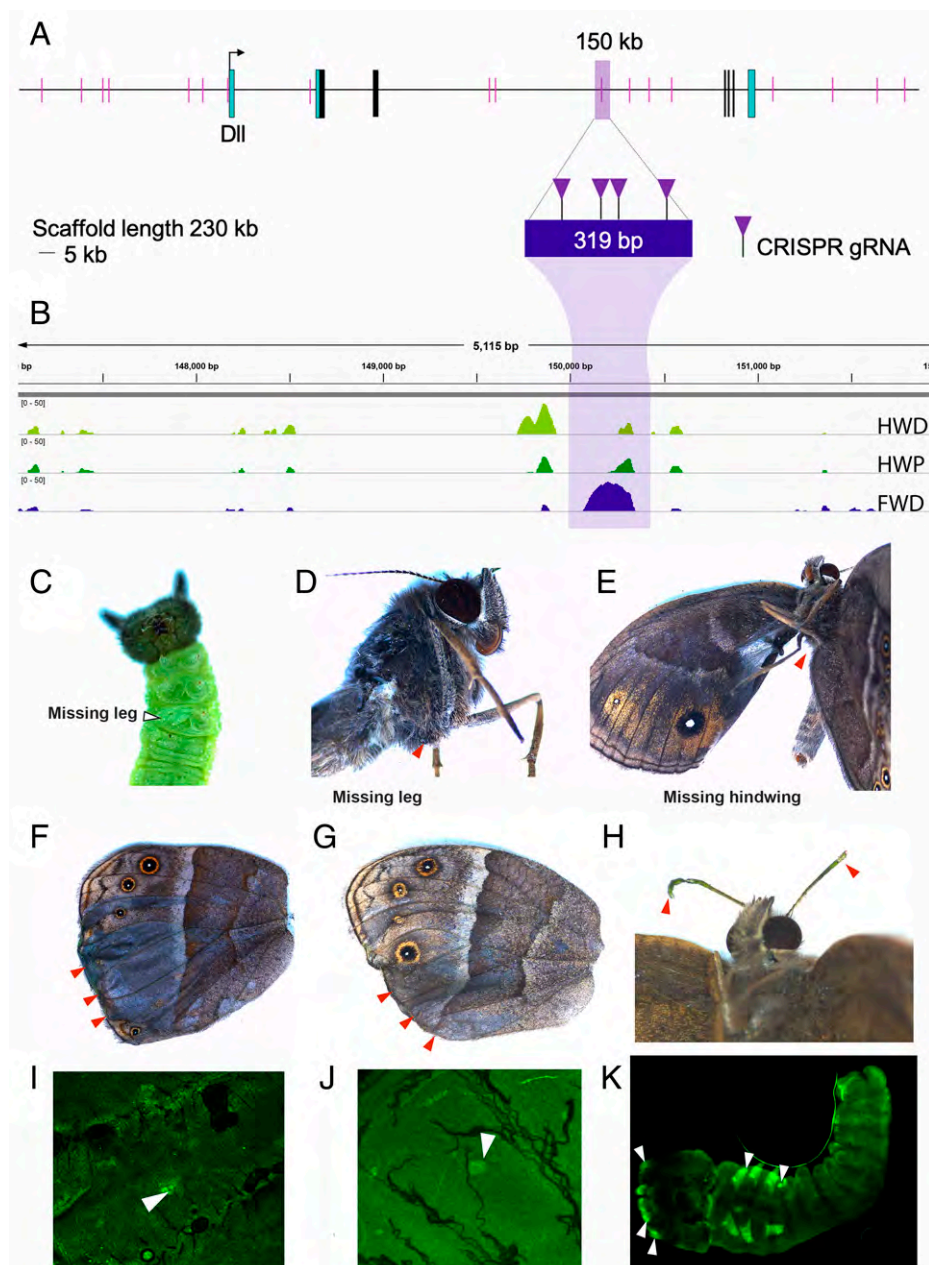 A
150 kb
Dll
Scaffold length 230 kb
5 kb
319 bp
CRISPR gRNA
B
5,115 bp
bp
148,000 bp
149,000 bp
150,000 bp
151,000 bp
[0 - 50]
HWD
[0 - 50]
HWP
[0 - 50]
FWD
C
D
E
Missing leg
Missing leg
Missing hindwing
F
G
H
I
J
K